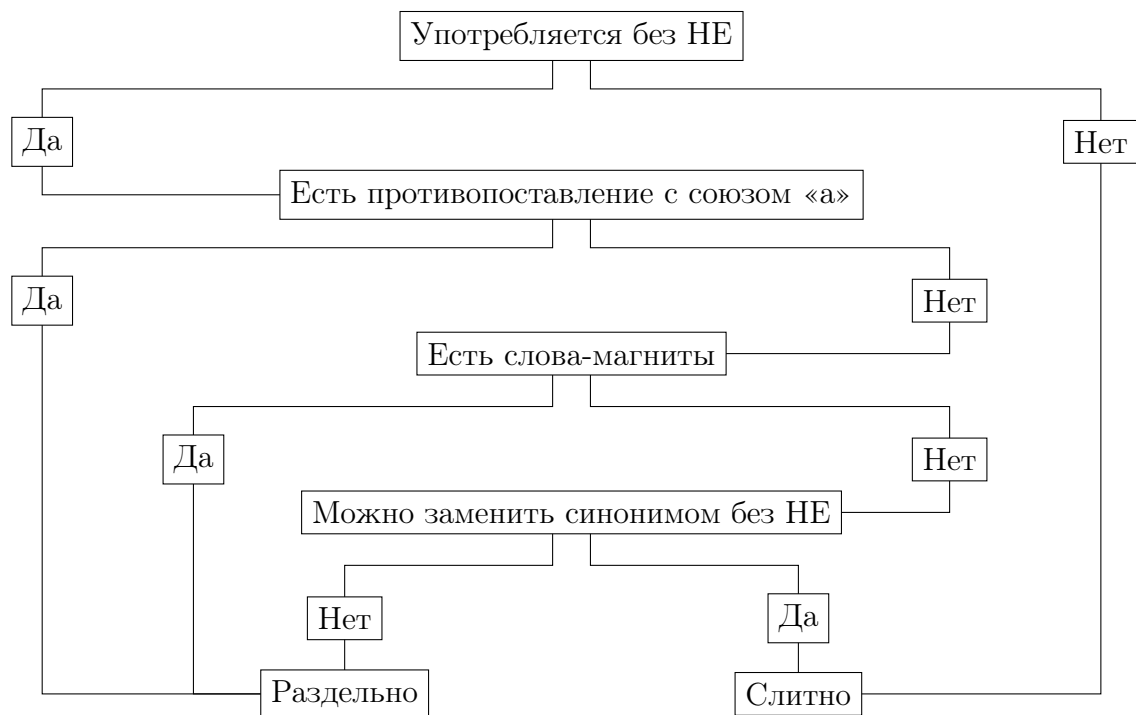 Употребляется без НЕ
Да
Нет
Есть противопоставление с союзом «а»
Да
Нет
Есть слова-магниты
Да
Нет
Можно заменить синонимом без НЕ
Нет
Да
Раздельно
Слитно